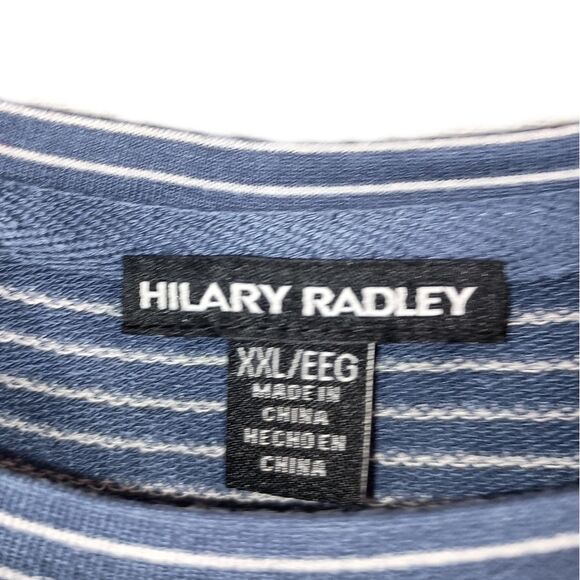 HILARY RADLEY
XXL/EEG
MADE IN
CHINA
HECHO EN
CHINA